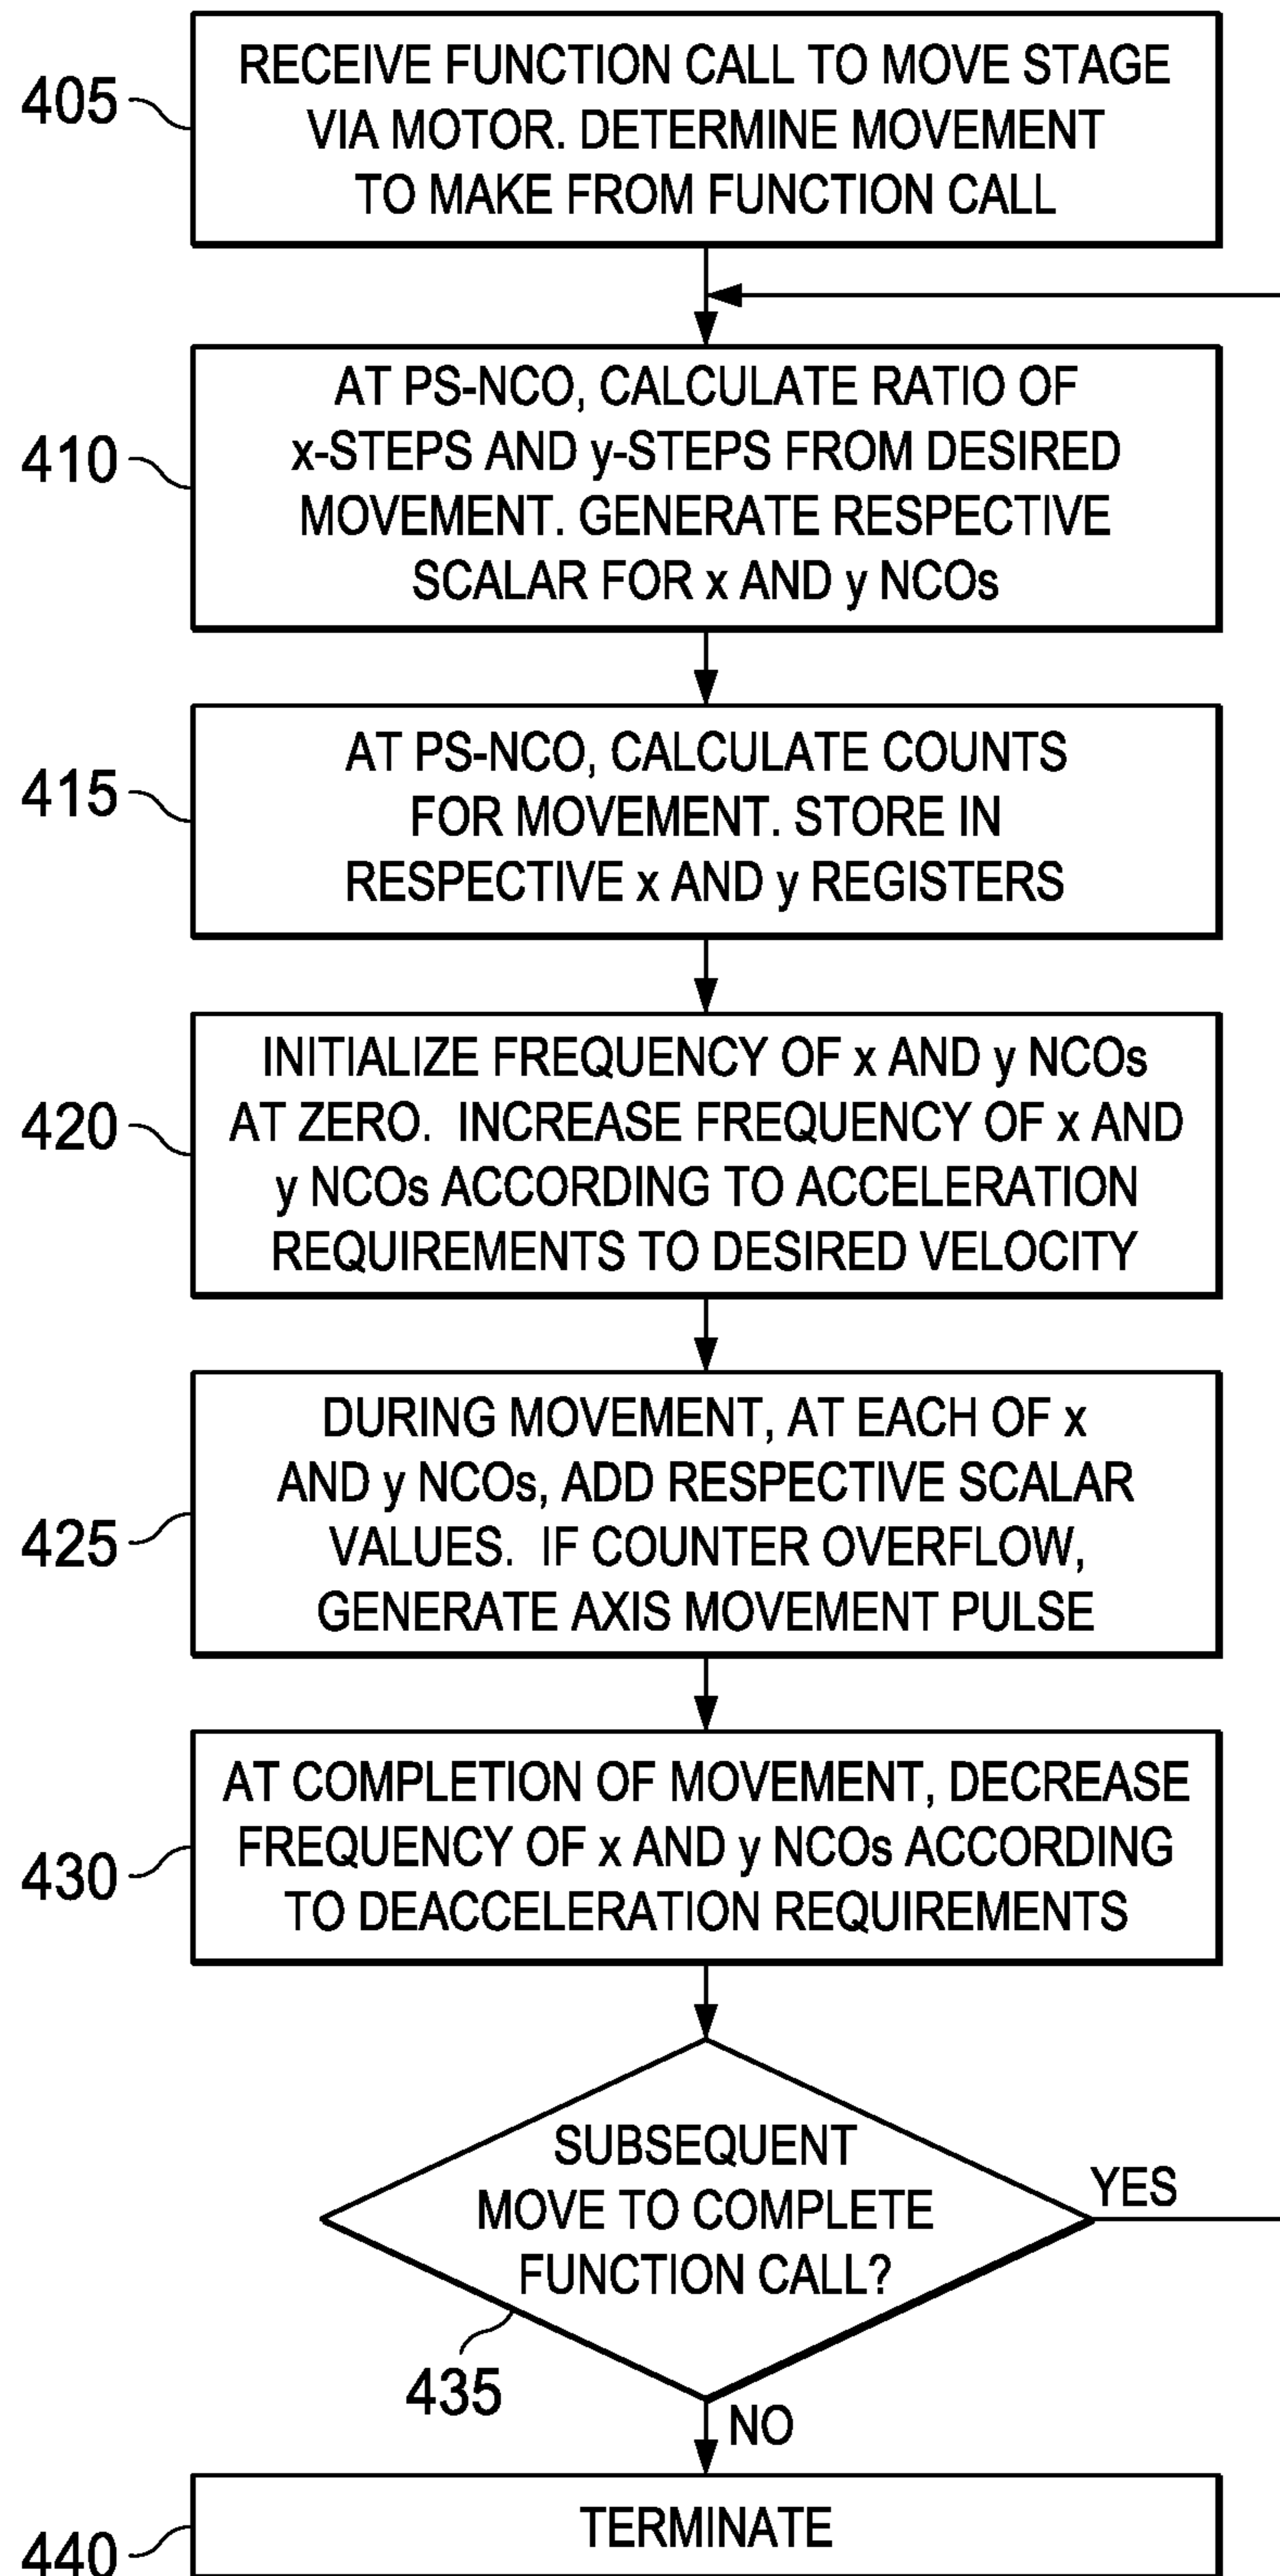 405
RECEIVE FUNCTION CALL TO MOVE STAGE
VIA MOTOR. DETERMINE MOVEMENT
TO MAKE FROM FUNCTION CALL
410
AT PS-NCO, CALCULATE RATIO OF
x-STEPS AND y-STEPS FROM DESIRED
MOVEMENT. GENERATE RESPECTIVE
SCALAR FOR x AND y NCOs
415
AT PS-NCO, CALCULATE COUNTS
FOR MOVEMENT. STORE IN
RESPECTIVE x AND y REGISTERS
420
INITIALIZE FREQUENCY OF x AND y NCOs
AT ZERO. INCREASE FREQUENCY OF x AND
y NCOs ACCORDING TO ACCELERATION
REQUIREMENTS TO DESIRED VELOCITY
425
DURING MOVEMENT, AT EACH OF x
AND y NCOs, ADD RESPECTIVE SCALAR
VALUES. IF COUNTER OVERFLOW,
GENERATE AXIS MOVEMENT PULSE
430
AT COMPLETION OF MOVEMENT, DECREASE
FREQUENCY OF x AND y NCOs ACCORDING
TO DEACCELERATION REQUIREMENTS
SUBSEQUENT
MOVE TO COMPLETE
FUNCTION CALL?
YES
435
NO
440
TERMINATE